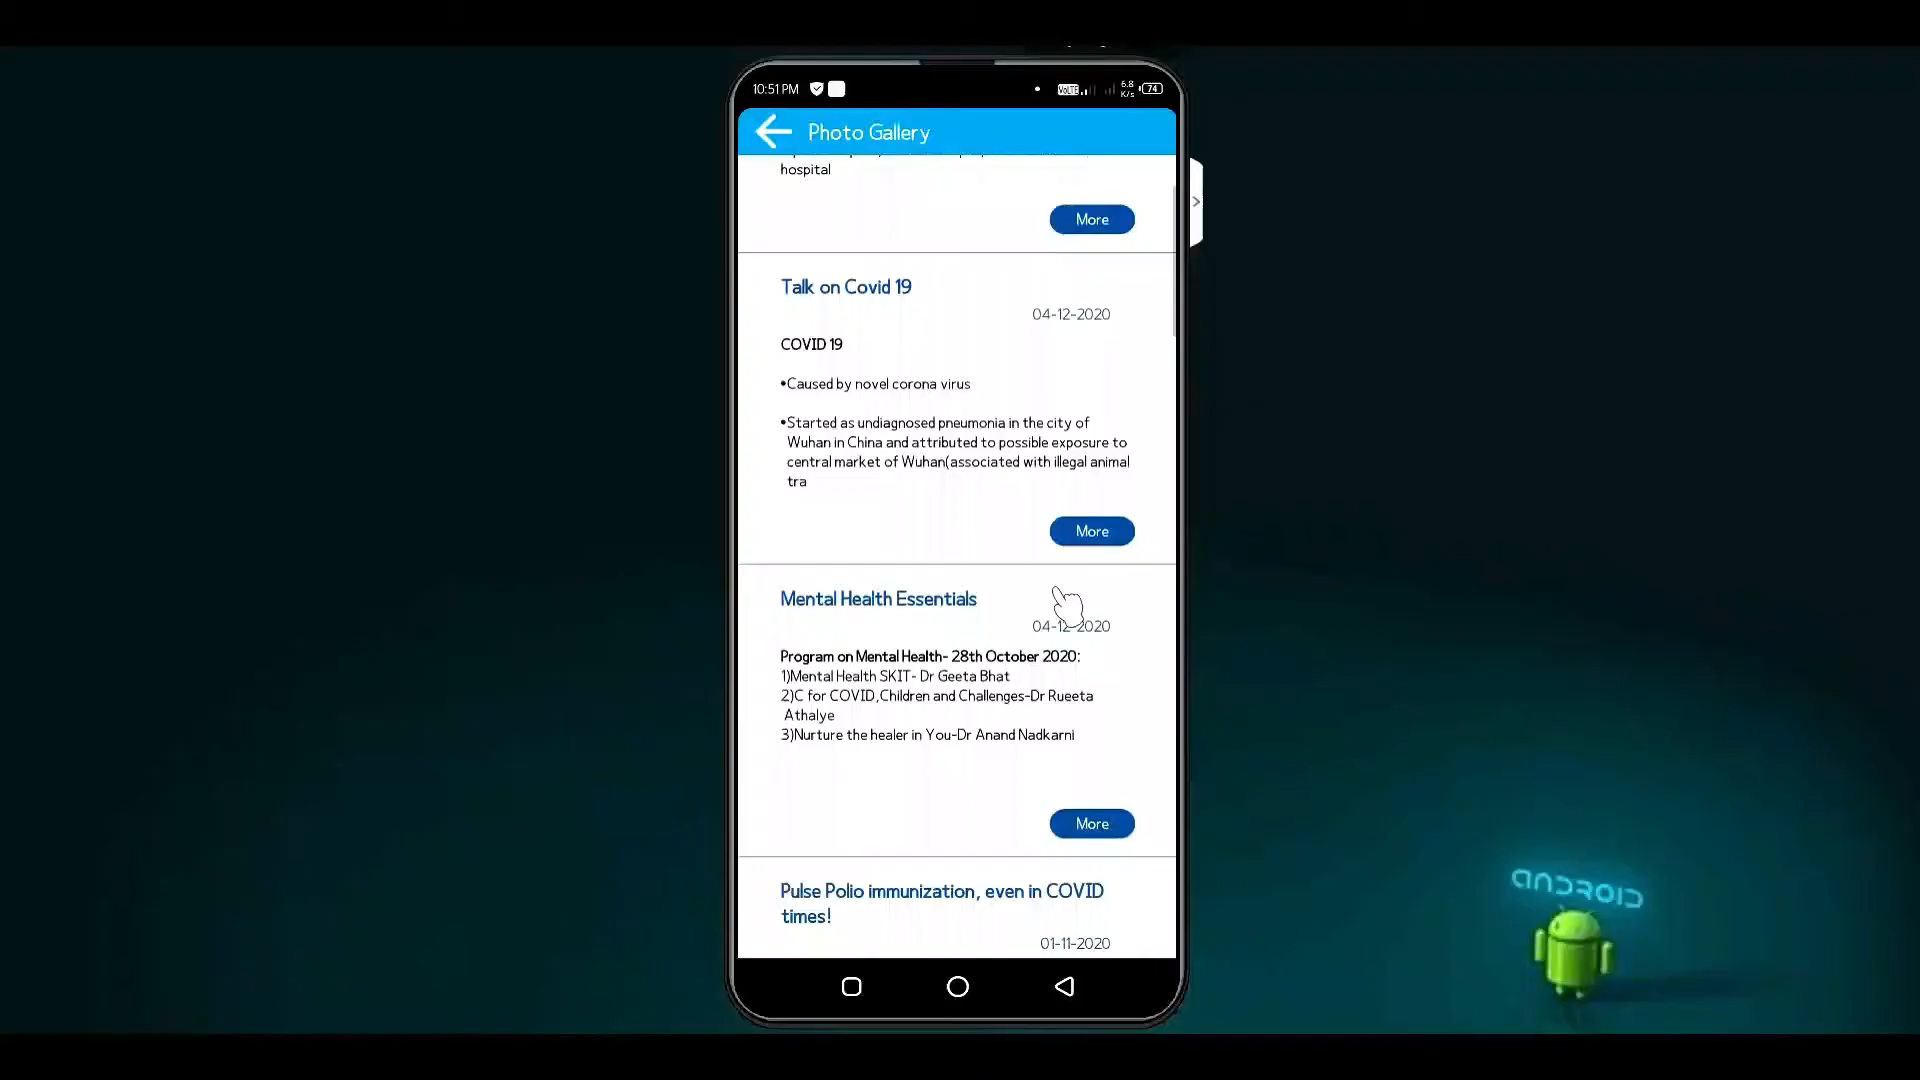 10:51 PM
VoLTE
6.8
K/s
74
Photo Gallery
hospital
More
Talk on Covid 19
04-12-2020
COVID 19
•Caused by novel corona virus
•Started as undiagnosed pneumonia in the city of
Wuhan in China and attributed to possible exposure to
central market of Wuhan(associated with illegal animal
tra
More
Mental Health Essentials
04-12-2020
Program on Mental Health- 28th October 2020:
1)Mental Health SKIT- Dr Geeta Bhat
2)C for COVID,Children and Challenges-Dr Rueeta
Athalye
3)Nurture the healer in You-Dr Anand Nadkarni
More
Pulse Polio immunization, even in COVID
times!
01-11-2020
ANDROID